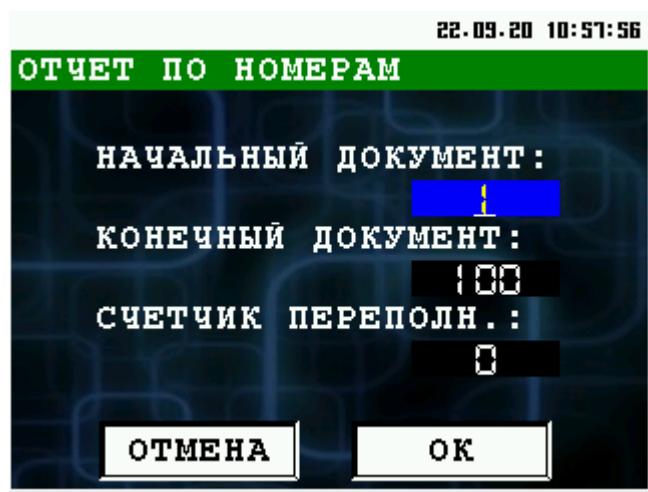 22.09.20 10:57:56
ОТЧЕТ ПО НОМЕРАМ
НАЧАЛЬНЫЙ ДОКУМЕНТ:
1
КОНЕЧНЫЙ ДОКУМЕНТ:
100
СЧЕТЧИК ПЕРЕПОЛН.:
0
ОТМЕНА ОК